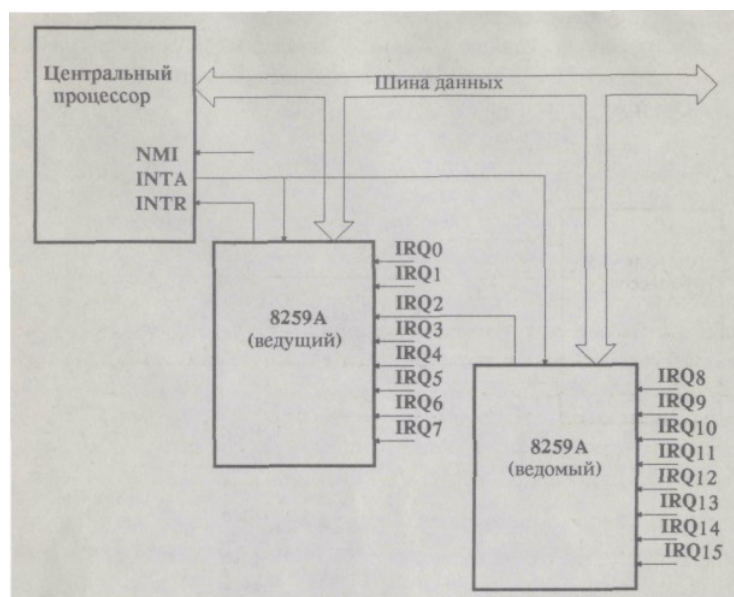 Центральный
процессор
Шина данных
NMI
INTA
INTR
IRQ0
IRQ1
IRQ2
IRQ3
IRQ4
IRQ5
IRQ6
IRQ7
8259A
(ведущий)
IRQ8
IRQ9
IRQ10
IRQ11
IRQ12
IRQ13
IRQ14
IRQ15
8259A
(ведомый)